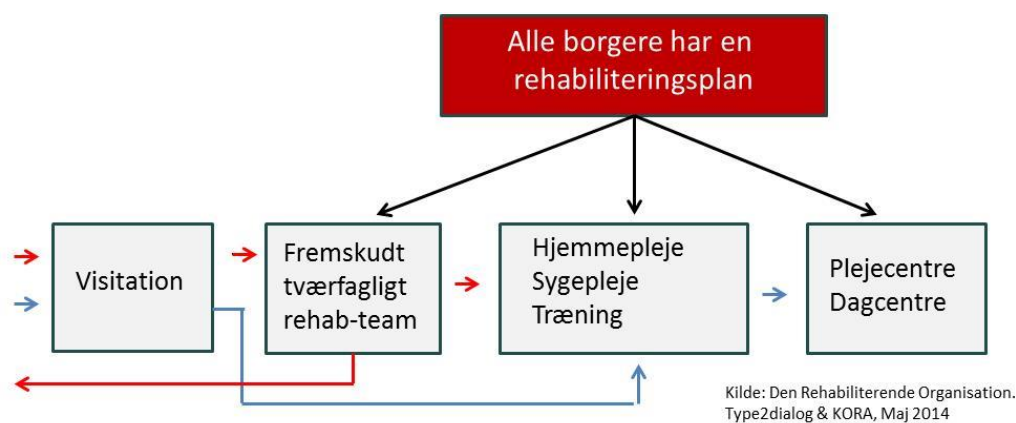 Alle borgere har en
rehabiliteringsplan
Visitation
Fremskudt
tværfagligt
rehab-team
Hjemmepleje
Sygepleje
Træning
Plejecentre
Dagcentre
Kilde: Den Rehabiliterende Organisation.
Type2dialog & KORA, Maj 2014